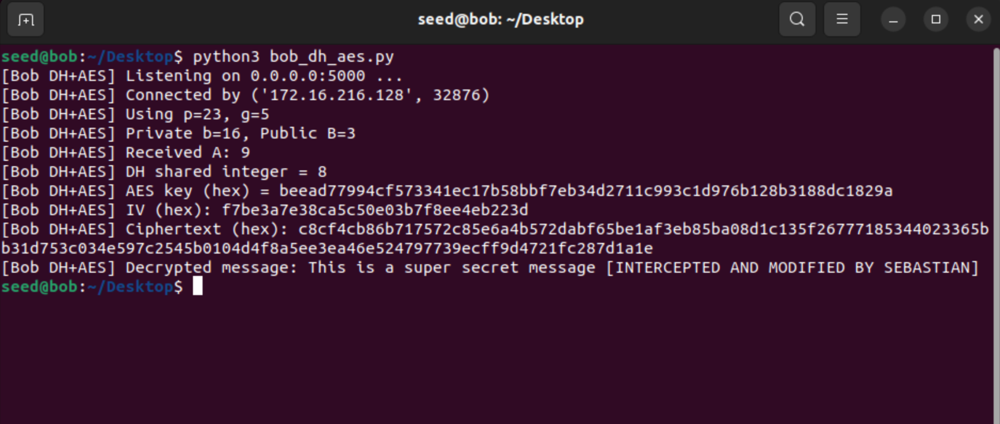 seed@bob: ~/Desktop
seed@bob:~/Desktop$ python3 bob_dh_aes.py
[Bob DH+AES] Listening on 0.0.0.0:5000 ...
[Bob DH+AES] Connected by ('172.16.216.128', 32876)
[Bob DH+AES] Using p=23, g=5
[Bob DH+AES] Private b=16, Public B=3
[Bob DH+AES] Received A: 9
[Bob DH+AES] DH shared integer = 8
[Bob DH+AES] AES key (hex) = beead77994cf573341ec17b58bbf7eb34d2711c993c1d976b128b3188dc1829a
[Bob DH+AES] IV (hex): f7be3a7e38ca5c50e03b7f8ee4eb223d
[Bob DH+AES] Ciphertext (hex): c8cf4cb86b717572c85e6a4b572dabf65be1af3eb85ba08d1c135f26777185344023365b
b31d753c034e597c2545b0104d4f8a5ee3ea46e524797739ecff9d4721fc287d1a1e
[Bob DH+AES] Decrypted message: This is a super secret message [INTERCEPTED AND MODIFIED BY SEBASTIAN]
seed@bob:~/Desktop$